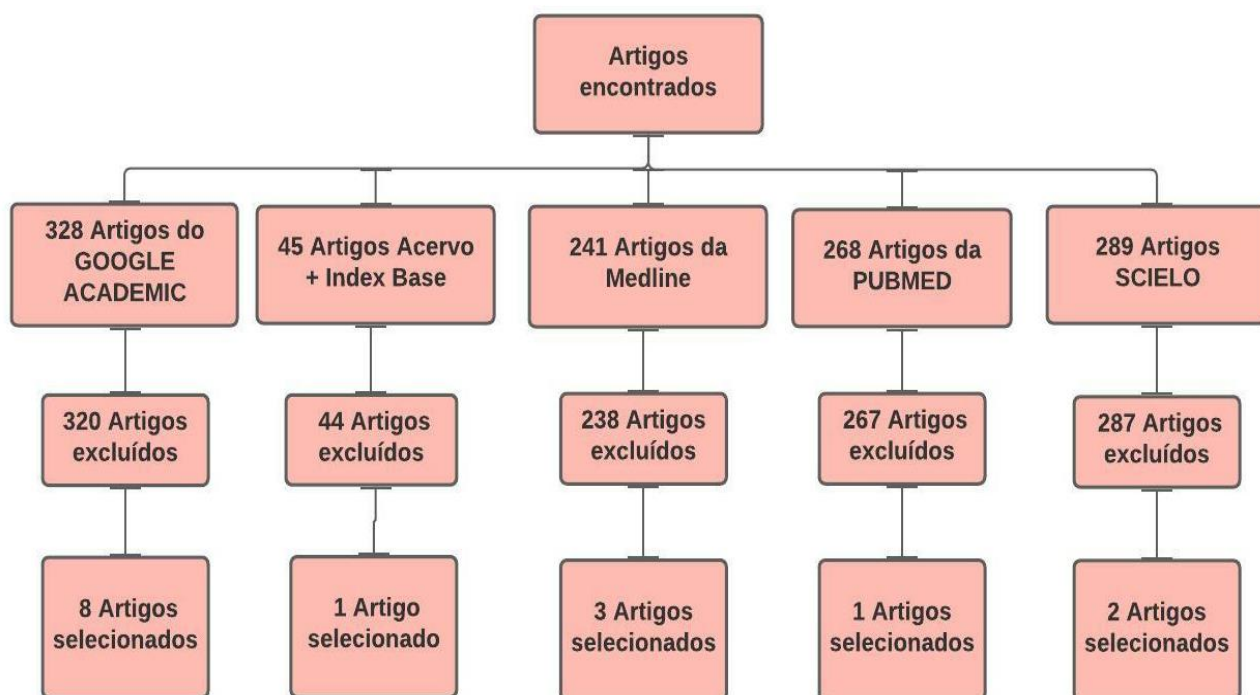 Artigos
encontrados
328 Artigos do
GOOGLE
ACADEMIC
45 Artigos Acervo
+ Index Base
241 Artigos da
Medline
268 Artigos da
PUBMED
289 Artigos
SCIELO
320 Artigos
excluídos
44 Artigos
excluídos
238 Artigos
excluídos
267 Artigos
excluídos
287 Artigos
excluídos
8 Artigos
selecionados
1 Artigo
selecionado
3 Artigos
selecionados
1 Artigos
selecionados
2 Artigos
selecionados